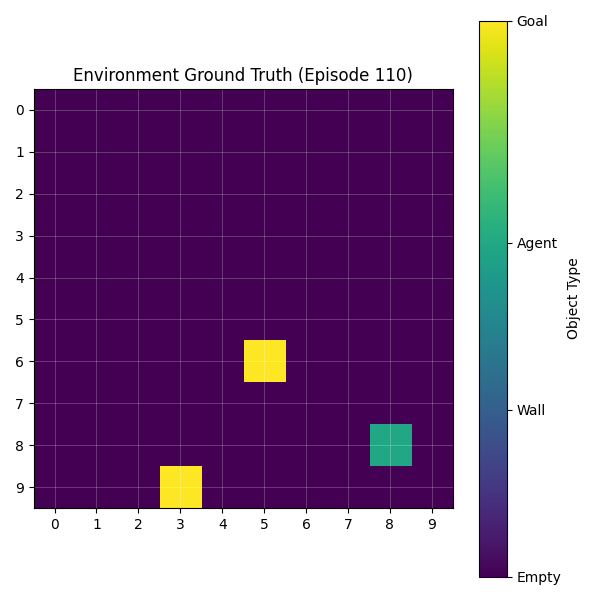 Environment Ground Truth (Episode 110)
0
1
2
3
4
5
6
7
8
9
0 1 2 3 4 5 6 7 8 9
Goal
Agent
Wall
Empty
Object Type